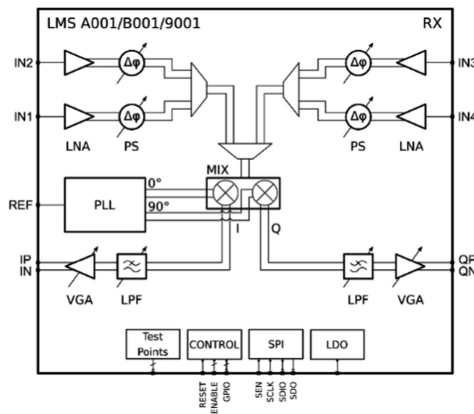 LMS A001/B001/9001 RX
IN2 Δφ Δφ IN3
IN1 Δφ Δφ IN4
LNA PS PS LNA
MIX
0°
REF PLL
90°
I Q
IP QP
IN QN
VGA LPF LPF VGA
Test Points CONTROL SPI LDO
RESET
ENABLE
GPIO
SEN
SCLK
SDIO
SDO